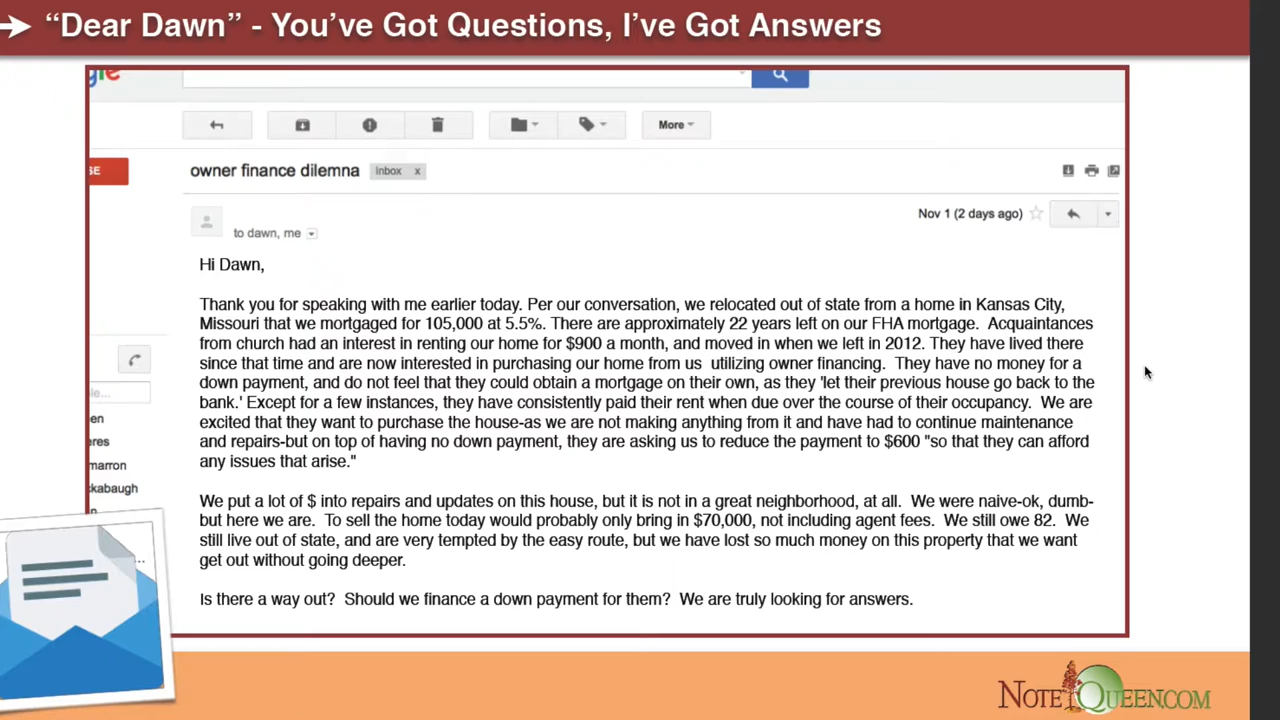 “Dear Dawn” - You’ve Got Questions, I’ve Got Answers
gle
More
SE
owner finance dilemna
Inbox x
Nov 1 (2 days ago)
to dawn, me
Hi Dawn,
Thank you for speaking with me earlier today. Per our conversation, we relocated out of state from a home in Kansas City,
Missouri that we mortgaged for 105,000 at 5.5%. There are approximately 22 years left on our FHA mortgage. Acquaintances
from church had an interest in renting our home for $900 a month, and moved in when we left in 2012. They have lived there
since that time and are now interested in purchasing our home from us utilizing owner financing. They have no money for a
down payment, and do not feel that they could obtain a mortgage on their own, as they 'let their previous house go back to the
bank.' Except for a few instances, they have consistently paid their rent when due over the course of their occupancy. We are
excited that they want to purchase the house-as we are not making anything from it and have had to continue maintenance
and repairs-but on top of having no down payment, they are asking us to reduce the payment to $600 "so that they can afford
any issues that arise."
We put a lot of $ into repairs and updates on this house, but it is not in a great neighborhood, at all. We were naive-ok, dumb-
but here we are. To sell the home today would probably only bring in $70,000, not including agent fees. We still owe 82. We
still live out of state, and are very tempted by the easy route, but we have lost so much money on this property that we want
get out without going deeper.
Is there a way out? Should we finance a down payment for them? We are truly looking for answers.
le...
en
eres
marron
ckabaugh
NOTEQUEEN.COM